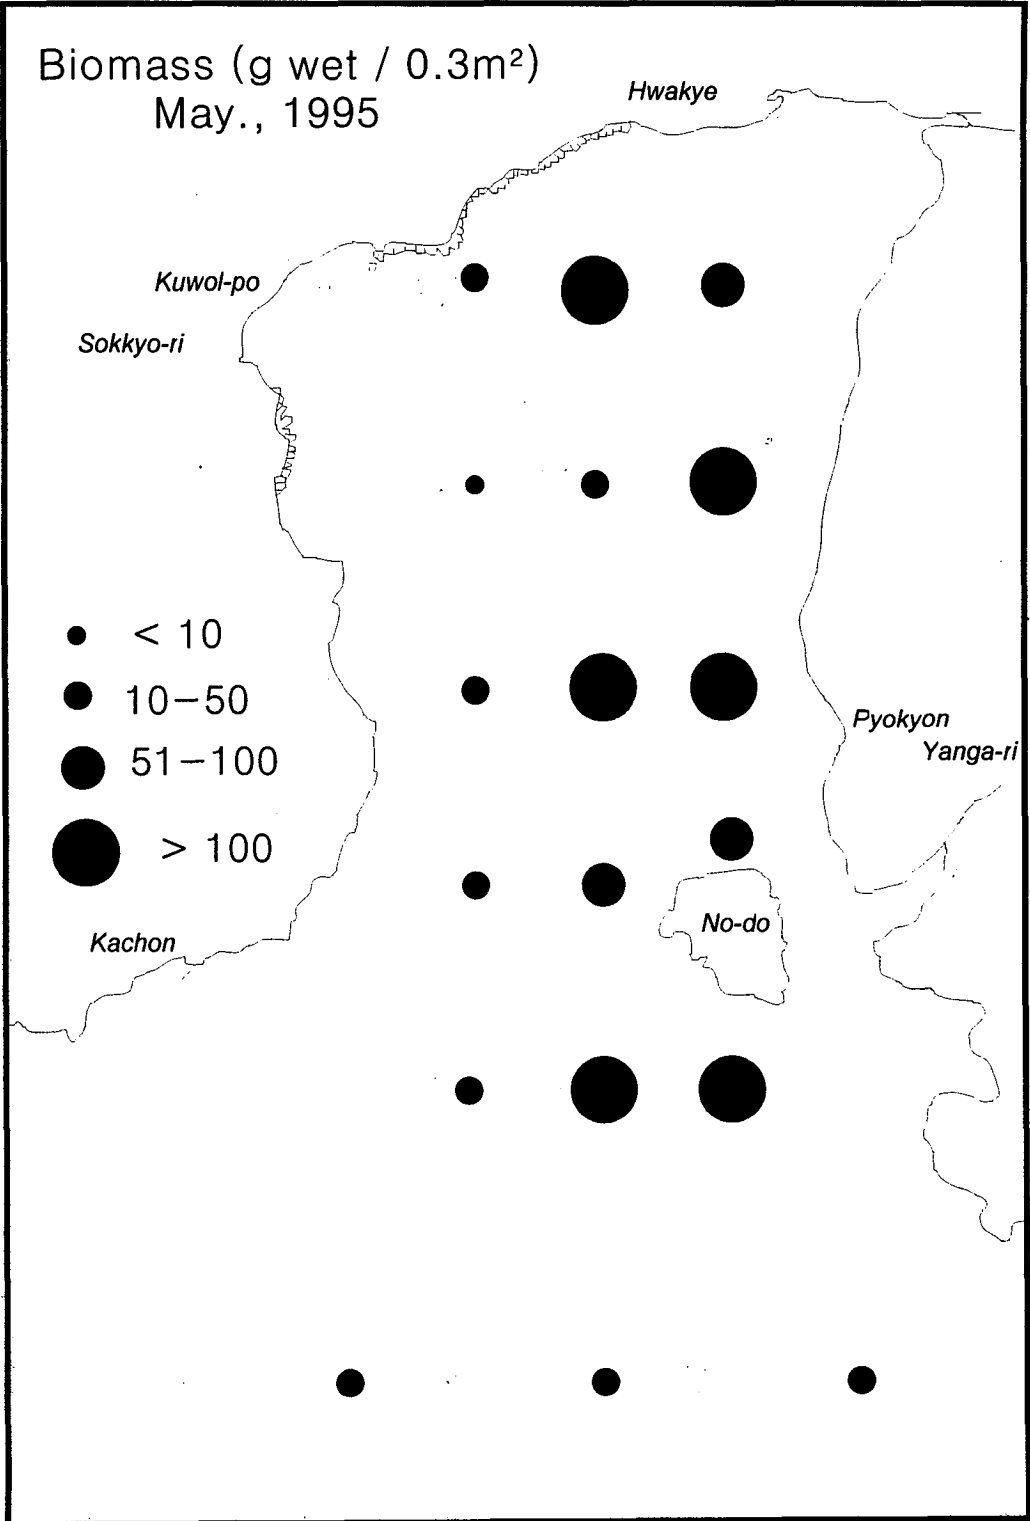 Biomass (g wet / 0.3m²)
May., 1995
Hwakye
Kuwol-po
Sokkyo-ri
< 10
10–50
51–100
> 100
Pyokyon
Yanga-ri
No-do
Kachon